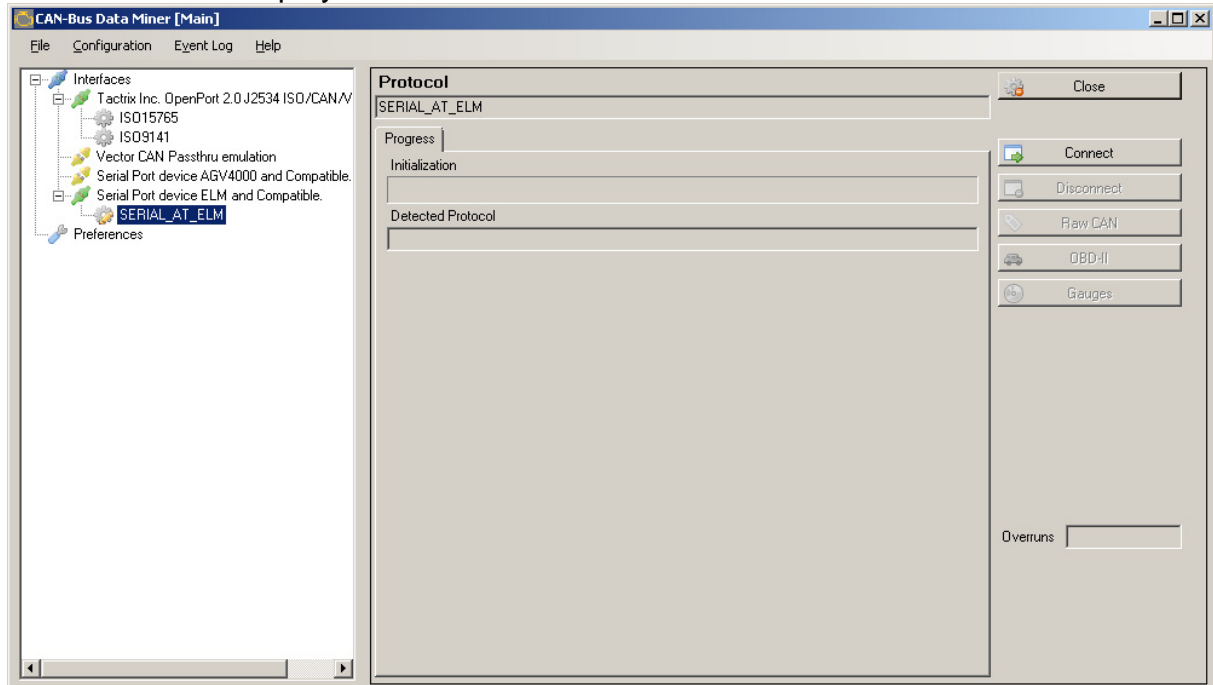 CAN-Bus Data Miner [Main]
File Configuration Event Log Help
Interfaces
Tactrix Inc. OpenPort 2.0 J2534 ISO/CAN/V
ISO15765
ISO9141
Vector CAN Passthru emulation
Serial Port device AGV4000 and Compatible.
Serial Port device ELM and Compatible.
SERIAL_AT_ELM
Preferences
Protocol
SERIAL_AT_ELM
Progress
Initialization
Detected Protocol
Close
Connect
Disconnect
Raw CAN
OBD-II
Gauges
Overruns